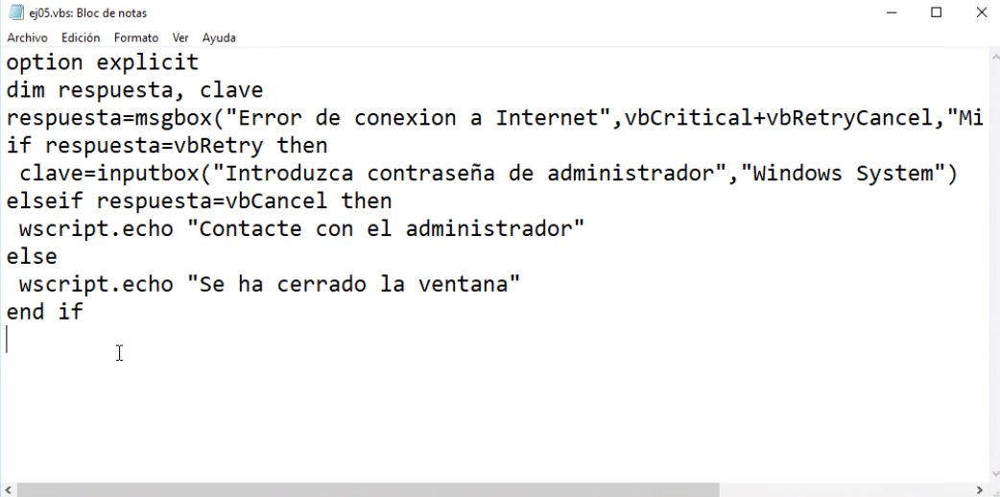 ej05.vbs: Bloc de notas
Archivo Edición Formato Ver Ayuda
option explicit
dim respuesta, clave
respuesta=msgbox("Error de conexion a Internet",vbCritical+vbRetryCancel,"Mi
if respuesta=vbRetry then
 clave=inputbox("Introduzca contraseña de administrador","Windows System")
elseif respuesta=vbCancel then
 wscript.echo "Contacte con el administrador"
else
 wscript.echo "Se ha cerrado la ventana"
end if